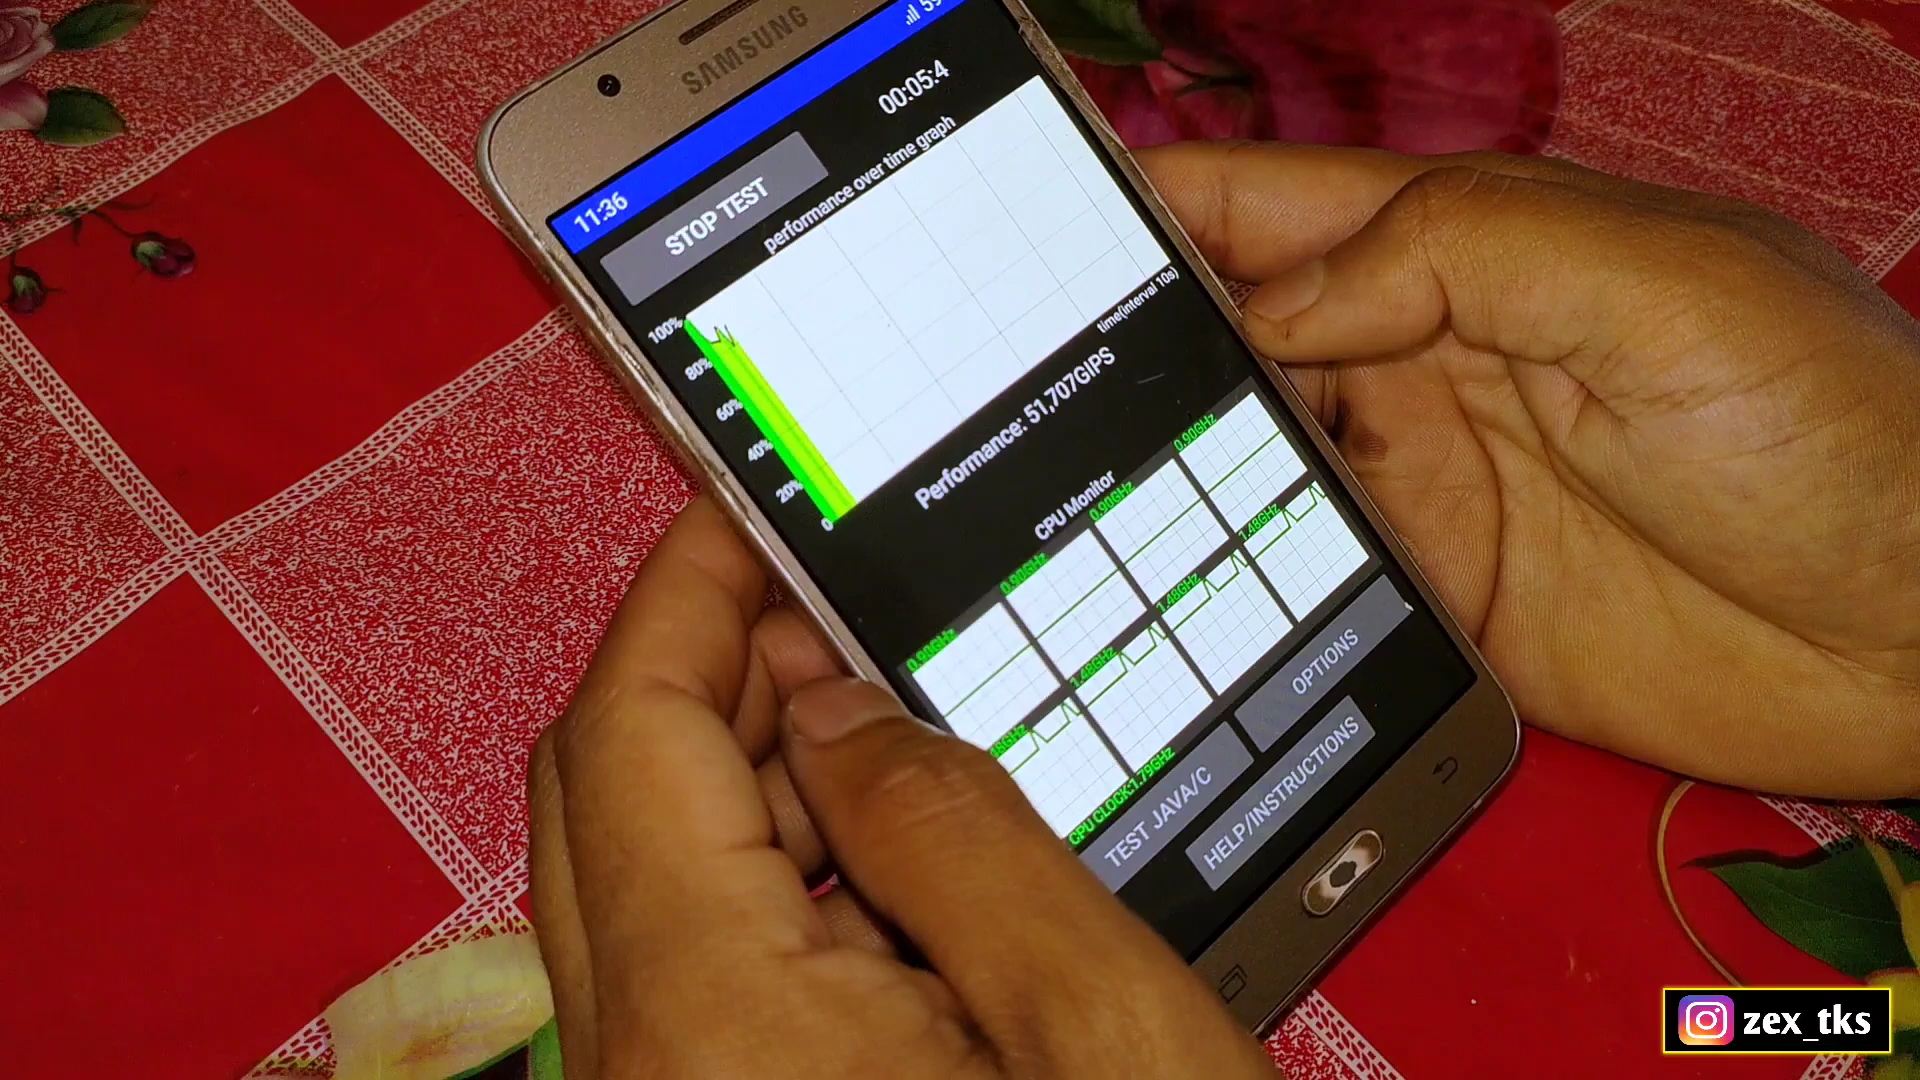 SAMSUNG
11:36
STOP TEST
00:05:4
performance over time graph
100%
80%
60%
40%
20%
0
time(interval 10s)
Performance: 51,707GIPS
CPU Monitor
0.90GHz
0.90GHz
0.90GHz
0.90GHz
1.48GHz
1.48GHz
1.48GHz
CPU CLOCK:1.79GHz
TEST JAVA/C
OPTIONS
HELP/INSTRUCTIONS
zex_tks